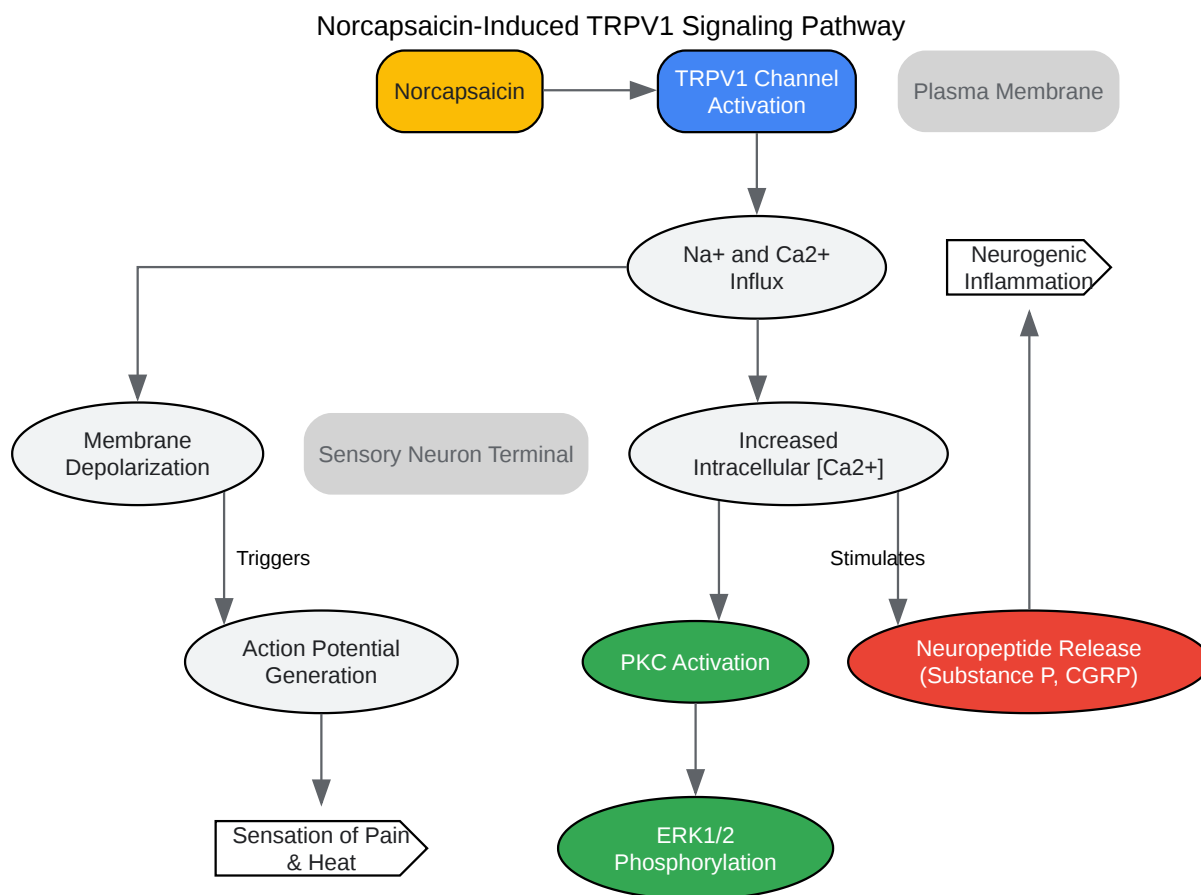 Norcapsaicin-Induced TRPV1 Signaling Pathway
Norcapsaicin
TRPV1 Channel
Activation
Plasma Membrane
Na+ and Ca2+
Influx
Neurogenic
Inflammation
Membrane
Depolarization
Sensory Neuron Terminal
Increased
Intracellular [Ca2+]
Triggers
Stimulates
Action Potential
Generation
PKC Activation
Neuropeptide Release
(Substance P, CGRP)
Sensation of Pain
& Heat
ERK1/2
Phosphorylation